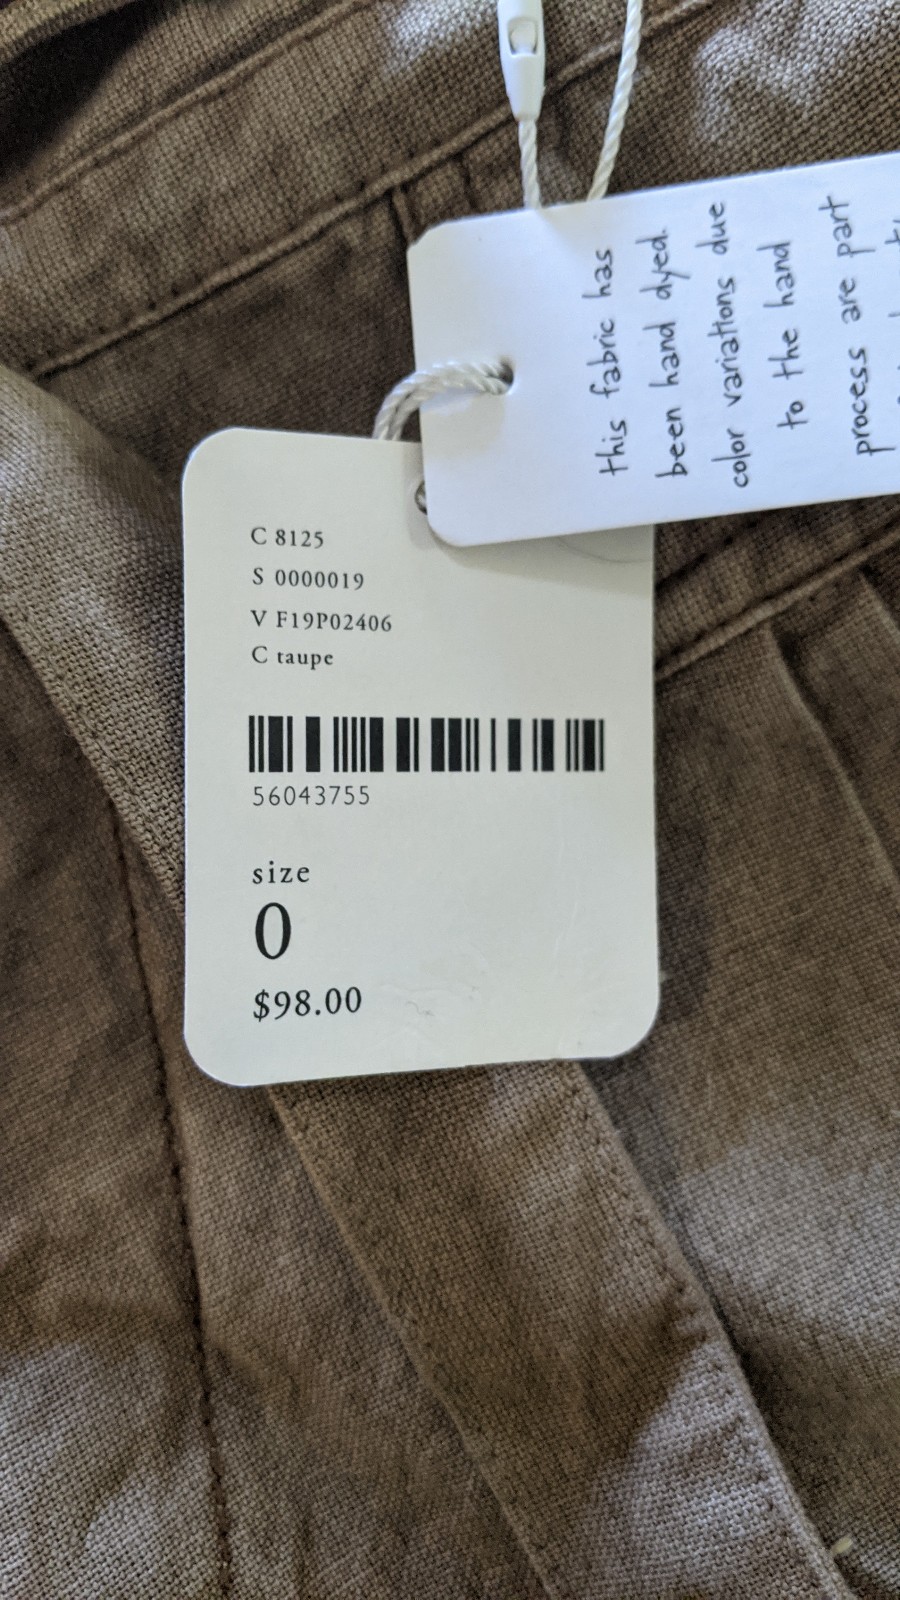 this fabric has
been hand dyed.
color variations due
to the hand
process are part
C 8125
S 0000019
V F19P02406
C taupe
56043755
size
0
$98.00